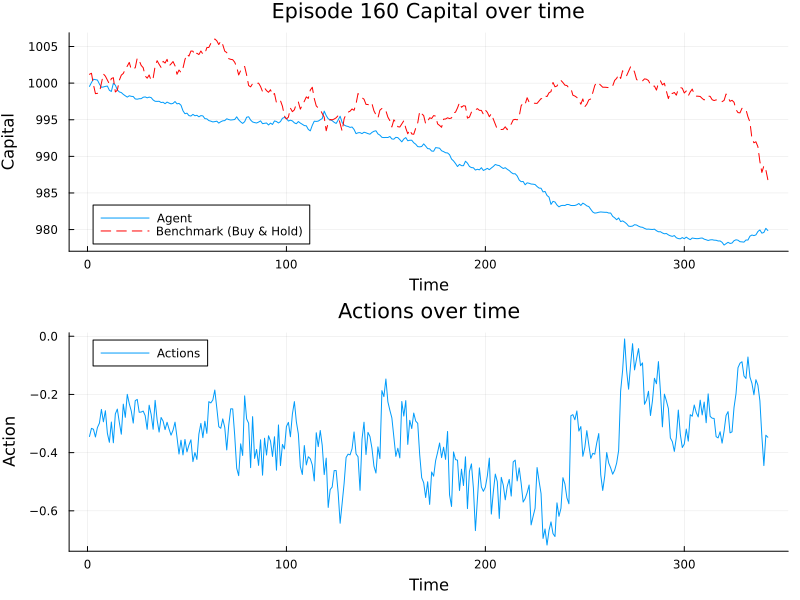 Episode 160 Capital over time
1005
1000
995
990
985
980
Capital
Agent
Benchmark (Buy & Hold)
0 100 200 300
Time
Actions over time
0.0
−0.2
−0.4
−0.6
Action
Actions
0 100 200 300
Time